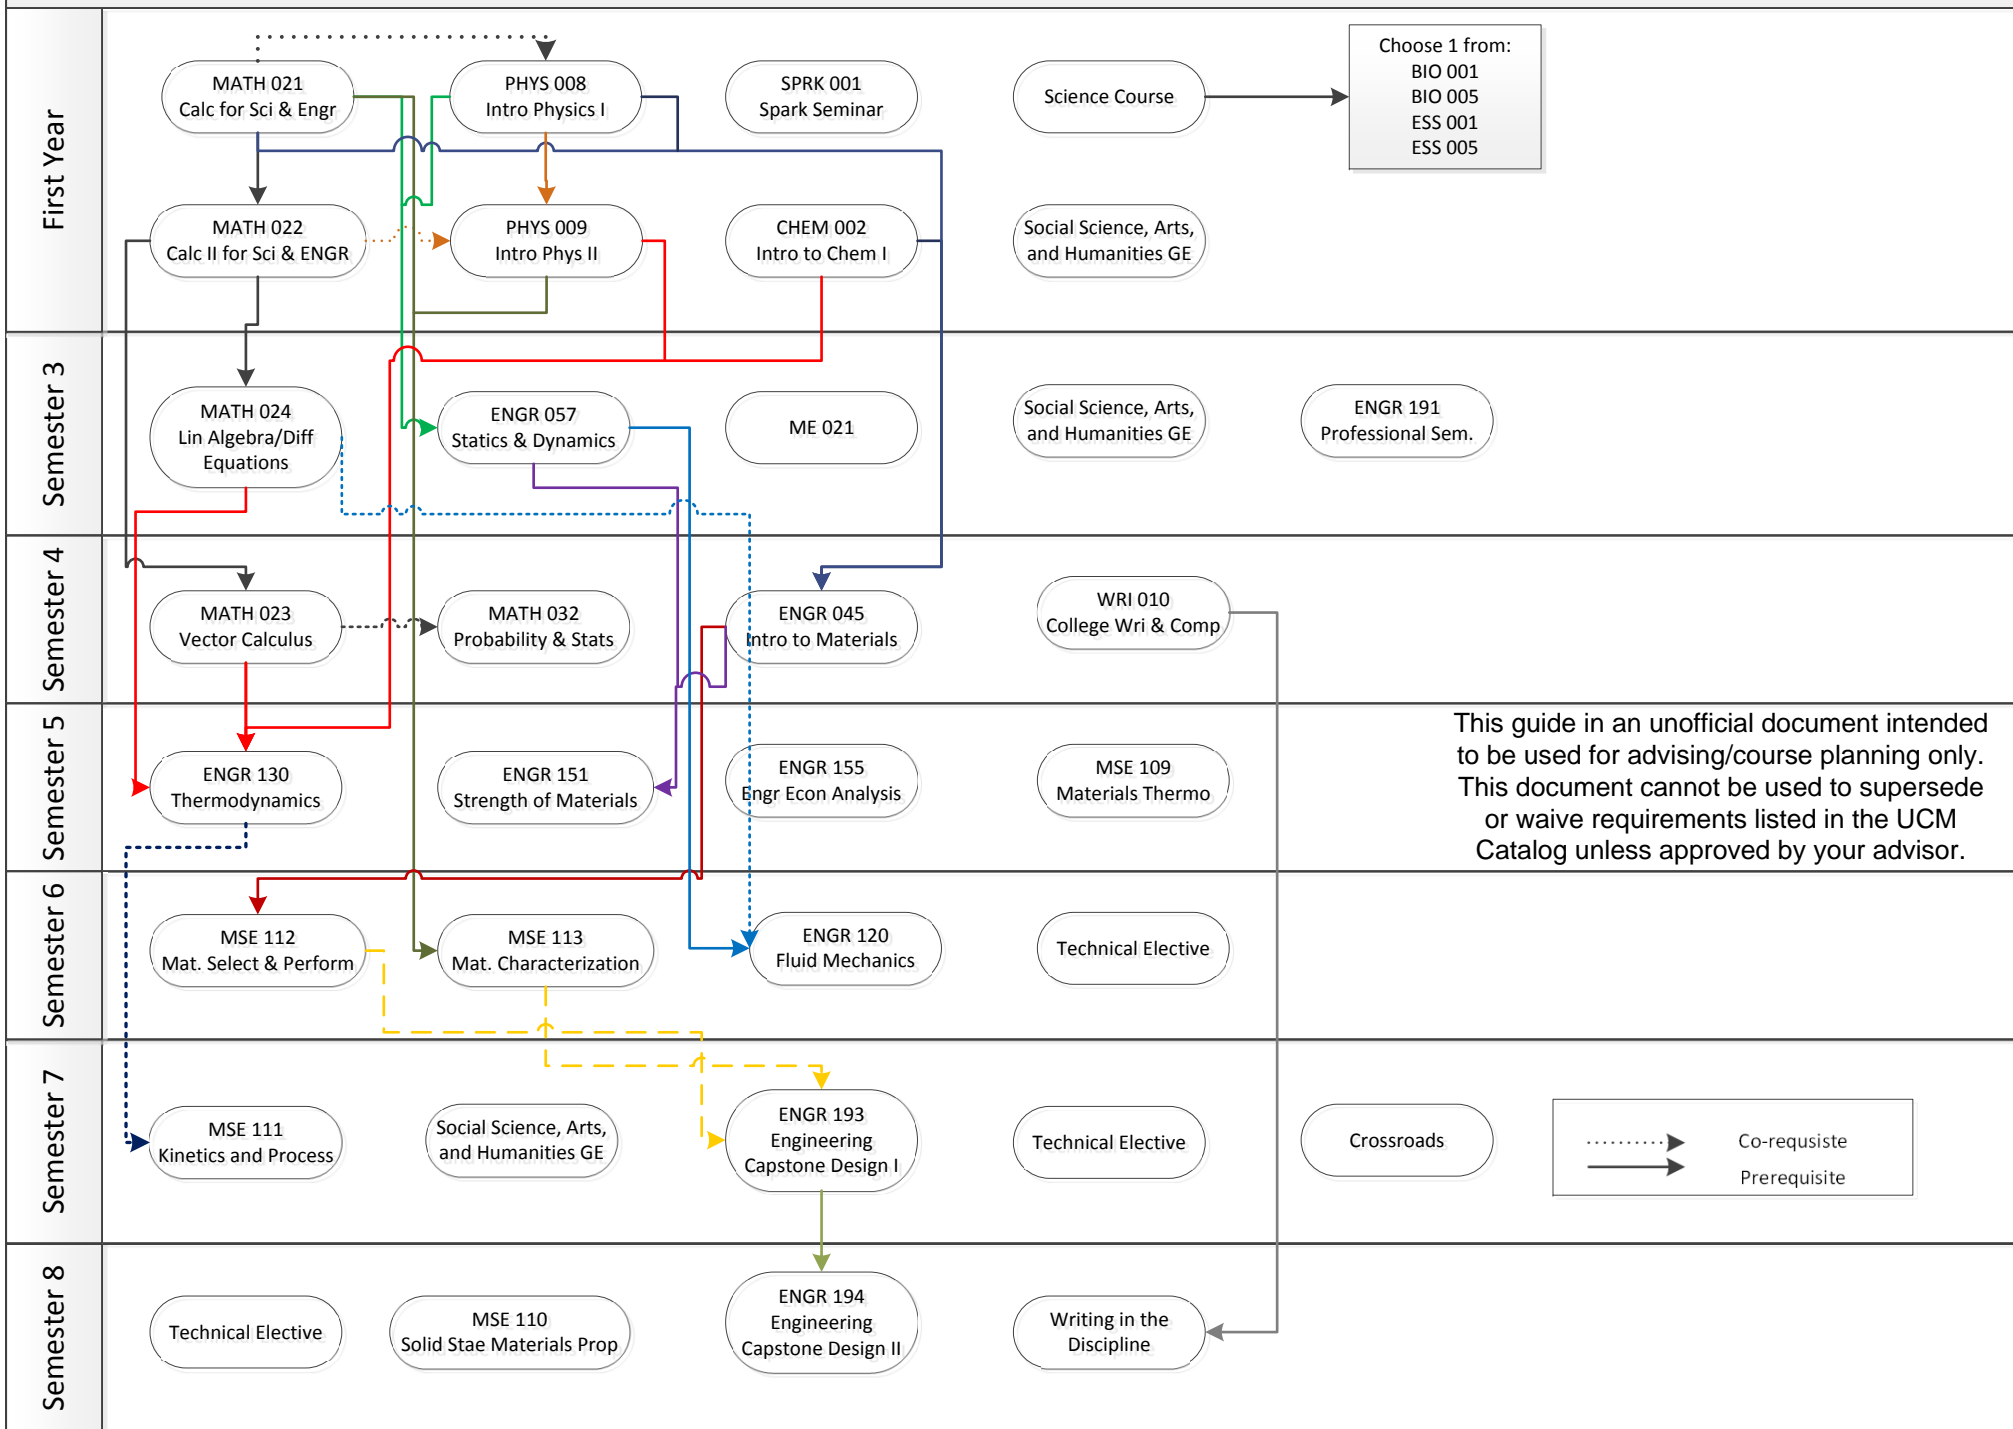 First Year
MATH 021
Calc for Sci & Engr
PHYS 008
Intro Physics I
SPRK 001
Spark Seminar
Science Course
Choose 1 from:
BIO 001
BIO 005
ESS 001
ESS 005
MATH 022
Calc II for Sci & ENGR
PHYS 009
Intro Phys II
CHEM 002
Intro to Chem I
Social Science, Arts,
and Humanities GE
Semester 3
MATH 024
Lin Algebra/Diff
Equations
ENGR 057
Statics & Dynamics
ME 021
Social Science, Arts,
and Humanities GE
ENGR 191
Professional Sem.
Semester 4
MATH 023
Vector Calculus
MATH 032
Probability & Stats
ENGR 045
Intro to Materials
WRI 010
College Wri & Comp
Semester 5
ENGR 130
Thermodynamics
ENGR 151
Strength of Materials
ENGR 155
Engr Econ Analysis
MSE 109
Materials Thermo
This guide in an unofficial document intended
to be used for advising/course planning only.
This document cannot be used to supersede
or waive requirements listed in the UCM
Catalog unless approved by your advisor.
Semester 6
MSE 112
Mat. Select & Perform
MSE 113
Mat. Characterization
ENGR 120
Fluid Mechanics
Technical Elective
Semester 7
MSE 111
Kinetics and Process
Social Science, Arts,
and Humanities GE
ENGR 193
Engineering
Capstone Design I
Technical Elective
Crossroads
Co-requsiste
Prerequisite
Semester 8
Technical Elective
MSE 110
Solid Stae Materials Prop
ENGR 194
Engineering
Capstone Design II
Writing in the
Discipline